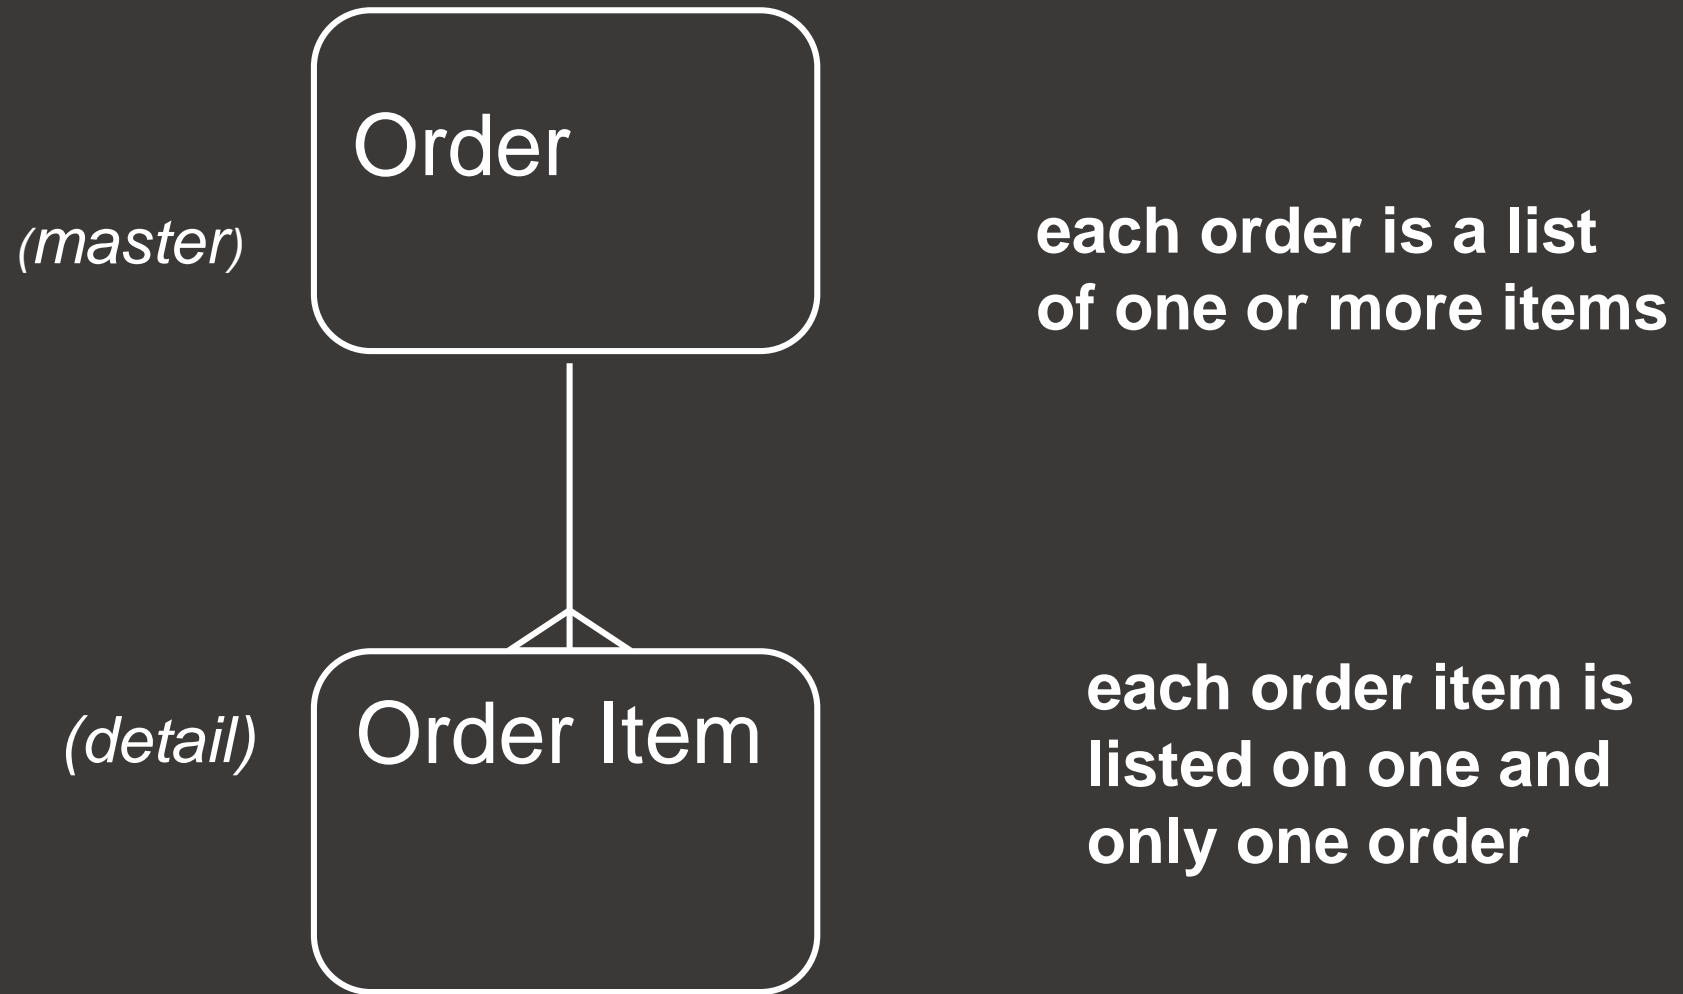 Order
(master)
each order is a list
of one or more items
(detail)
Order Item
each order item is
listed on one and
only one order